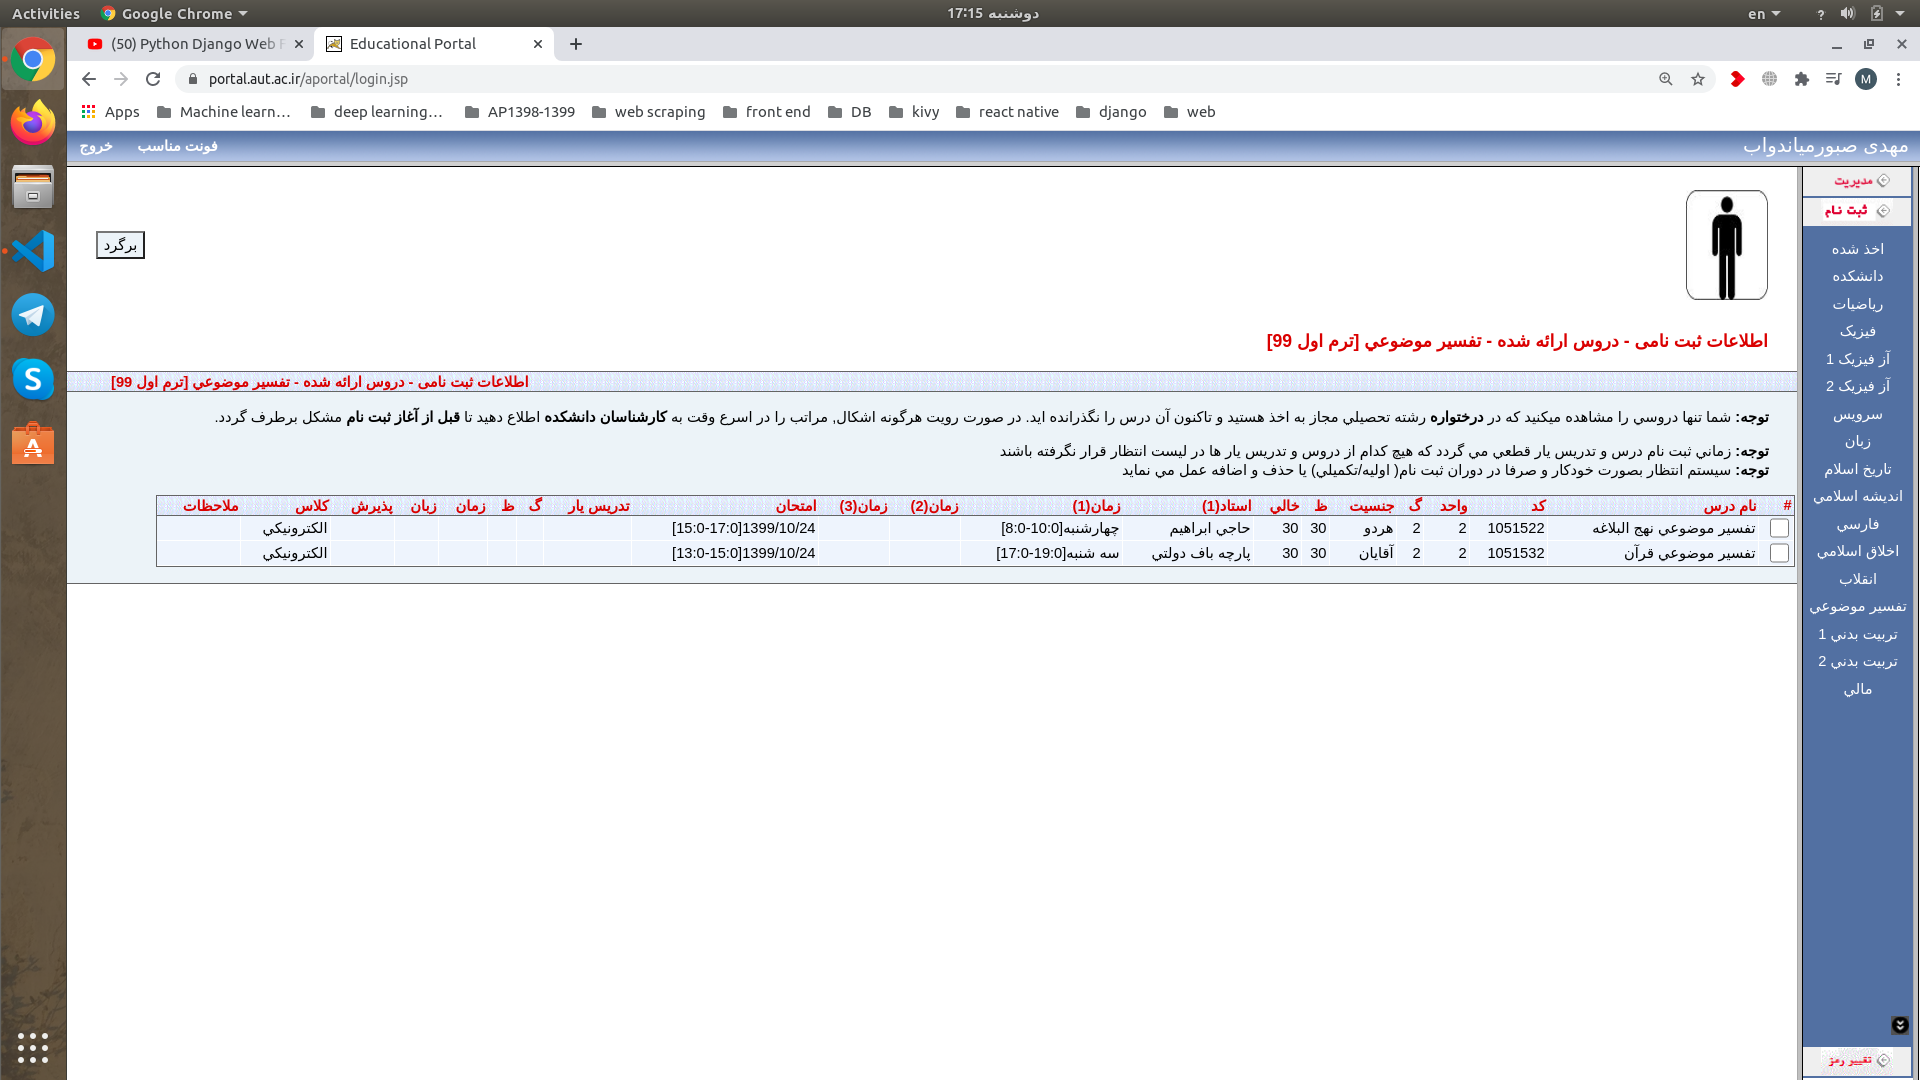 Activities
Google Chrome
دوشنبه 17:15
en
(50) Python Django Web F
Educational Portal
portal.aut.ac.ir/aportal/login.jsp
M
Apps
Machine learn...
deep learning...
AP1398-1399
web scraping
front end
DB
kivy
react native
django
web
مهدی صبورمیاندواب
فونت مناسب
خروج
مدیریت
ثبت نام
اخذ شده
دانشکده
رياضيات
فيزيک
آز فيزيک 1
آز فيزيک 2
سرويس
زبان
تاريخ اسلام
انديشه اسلامي
فارسي
اخلاق اسلامي
انقلاب
تفسير موضوعي
تربيت بدني 1
تربيت بدني 2
مالي
تغییر رمز
برگرد
اطلاعات ثبت نامی - دروس ارائه شده - تفسير موضوعي [ترم اول 99]
اطلاعات ثبت نامی - دروس ارائه شده - تفسير موضوعي [ترم اول 99]
توجه: شما تنها دروسي را مشاهده ميکنيد که در درختواره رشته تحصيلي مجاز به اخذ هستيد و تاکنون آن درس را نگذرانده ايد. در صورت رويت هرگونه اشکال, مراتب را در اسرع وقت به کارشناسان دانشکده اطلاع دهيد تا قبل از آغاز ثبت نام مشکل برطرف گردد.
توجه: زماني ثبت نام درس و تدريس يار قطعي مي گردد که هيچ کدام از دروس و تدريس يار ها در ليست انتظار قرار نگرفته باشند
توجه: سيستم انتظار بصورت خودکار و صرفا در دوران ثبت نام( اوليه/تکميلي) يا حذف و اضافه عمل مي نمايد
# نام درس کد واحد گ جنسيت ظ خالي استاد(1) زمان(1) زمان(2) زمان(3) امتحان تدريس يار گ ظ زمان زبان پذيرش کلاس ملاحظات
تفسير موضوعي نهج البلاغه 1051522 2 2 هردو 30 30 حاجي ابراهيم چهارشنبه[8:0-10:0] 1399/10/24[15:0-17:0] الکترونيکي
تفسير موضوعي قرآن 1051532 2 2 آقايان 30 30 پارچه باف دولتي سه شنبه[17:0-19:0] 1399/10/24[13:0-15:0] الکترونيکي